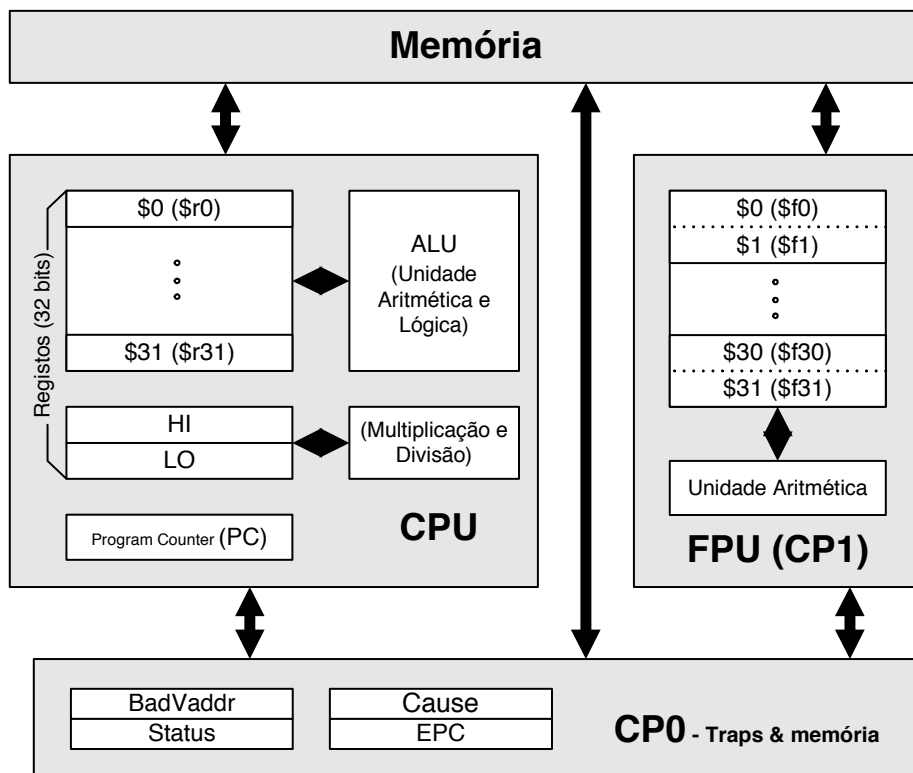 Memória
Registos (32 bits)
$0 ($r0)
$31 ($r31)
ALU
(Unidade
Aritmética e
Lógica)
HI
LO
(Multiplicação e
Divisão)
Program Counter (PC)
CPU
$0 ($f0)
$1 ($f1)
$30 ($f30)
$31 ($f31)
Unidade Aritmética
FPU (CP1)
BadVaddr
Status
Cause
EPC
CP0 - Traps & memória